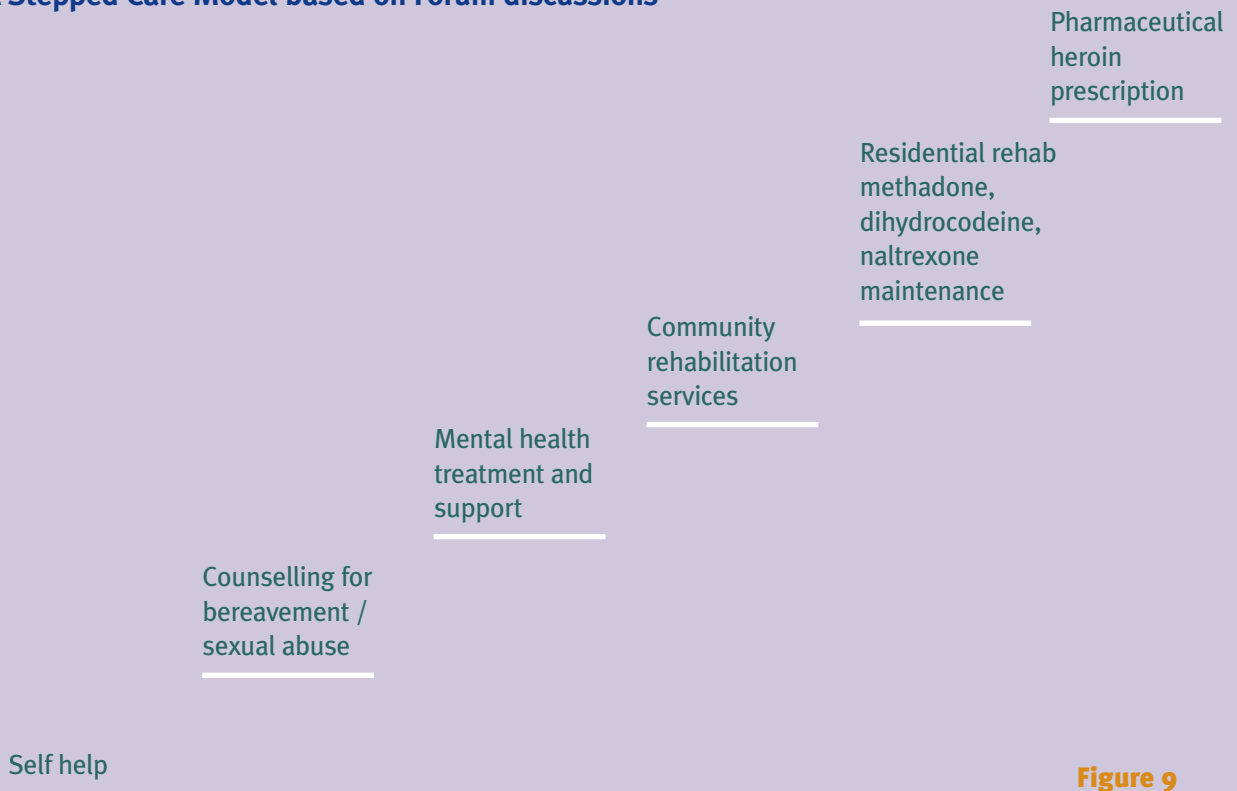 Stepped Care Model based on Forum discussions
Pharmaceutical
heroin
prescription
Residential rehab
methadone,
dihydrocodeine,
naltrexone
maintenance
Community
rehabilitation
services
Mental health
treatment and
support
Counselling for
bereavement /
sexual abuse
Self help
Figure 9